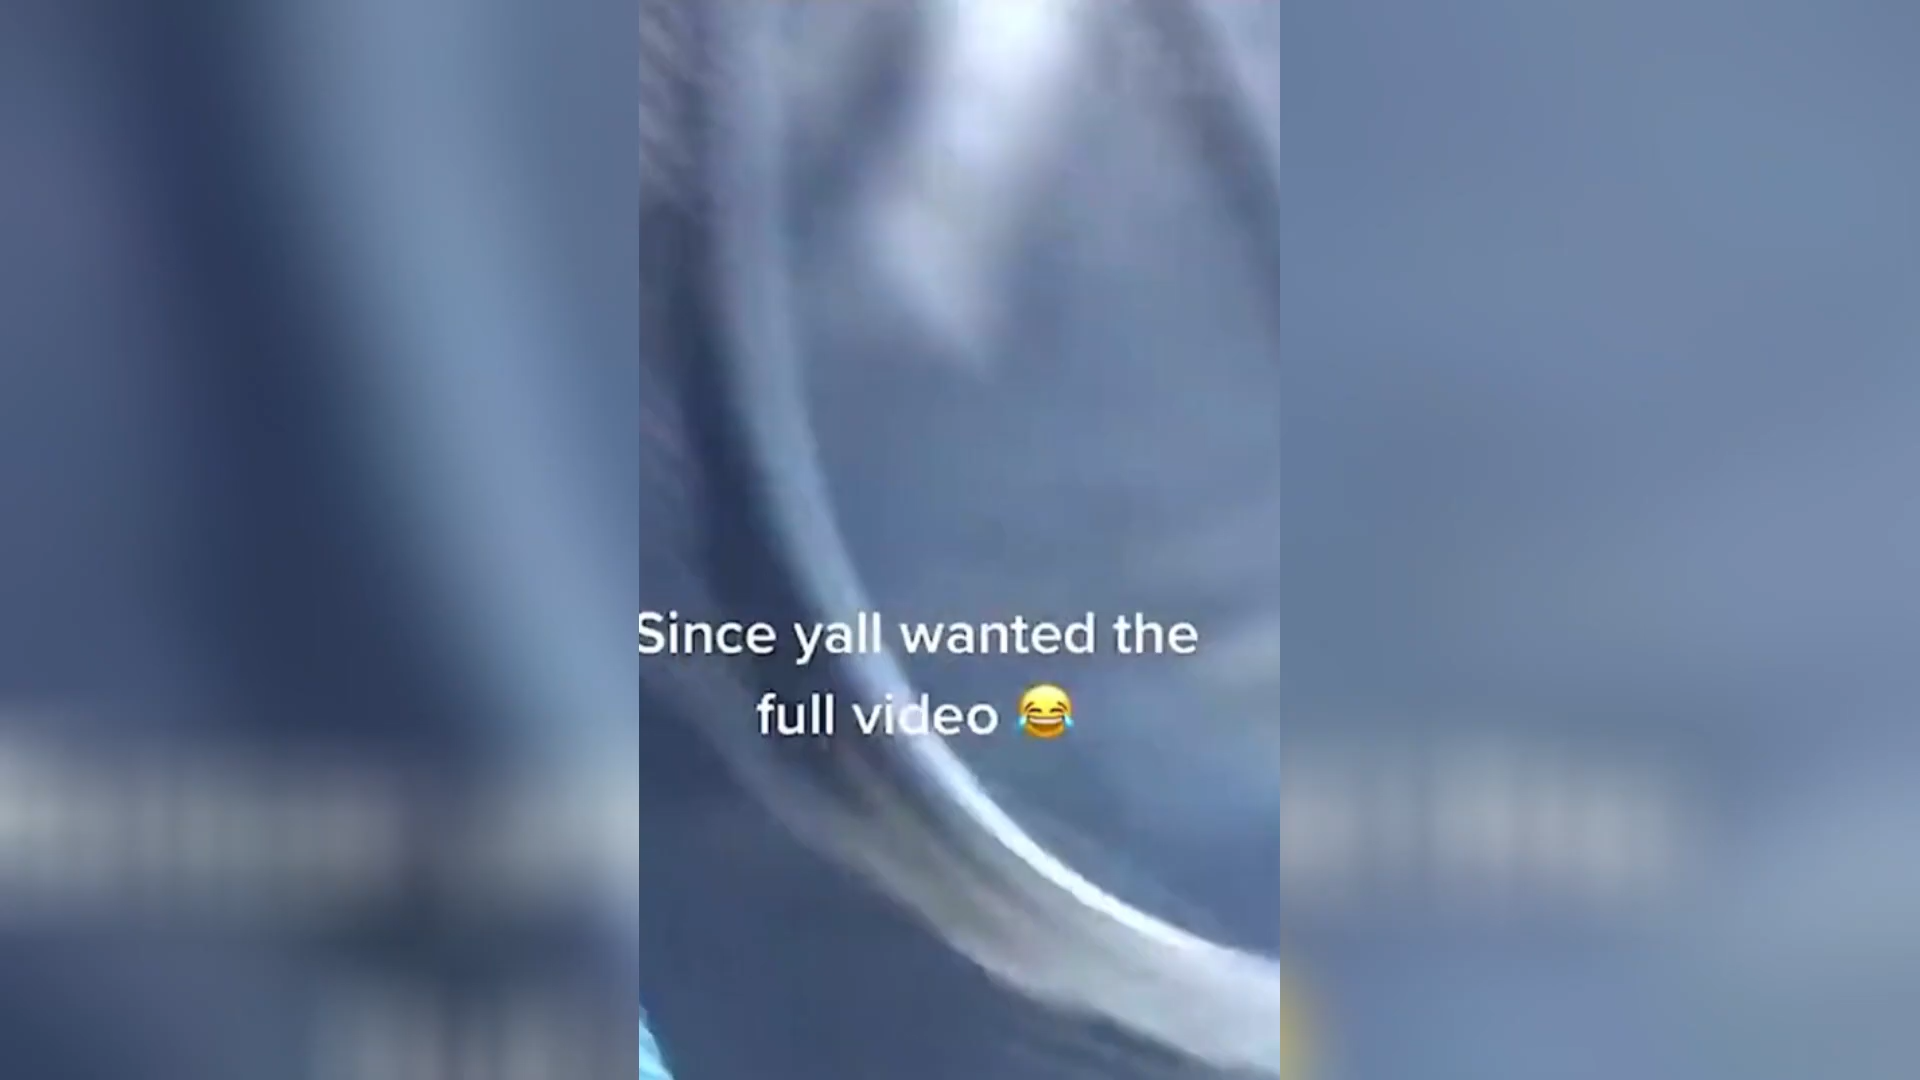 Since yall wanted the
full video 😂